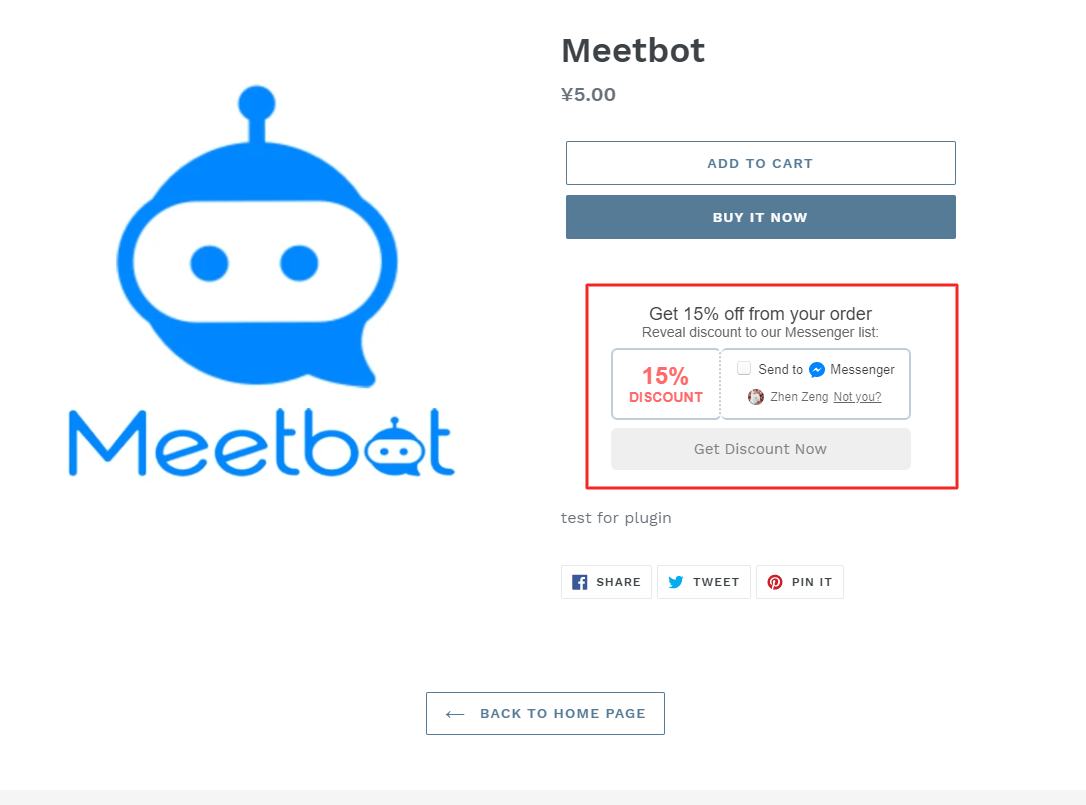 Meetbot
Meetbot
¥5.00
ADD TO CART
BUY IT NOW
Get 15% off from your order
Reveal discount to our Messenger list:
15%
DISCOUNT
Send to Messenger
Zhen Zeng Not you?
Get Discount Now
test for plugin
SHARE TWEET PIN IT
BACK TO HOME PAGE